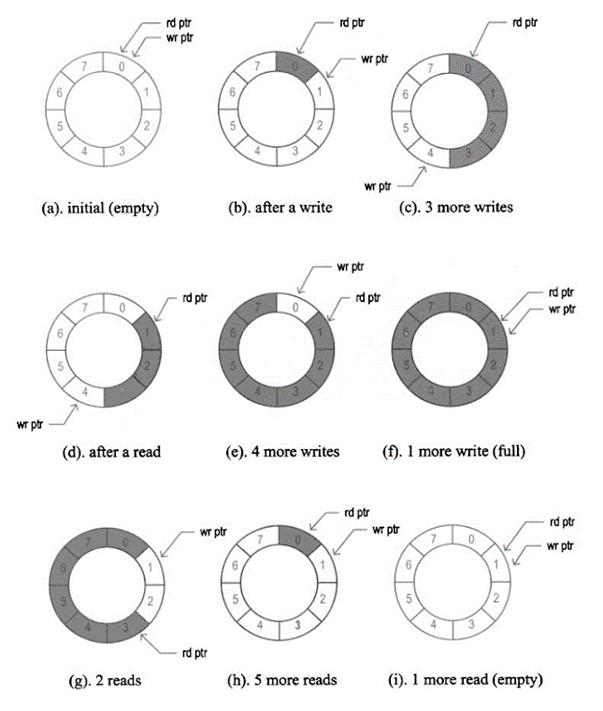 rd ptr
wr ptr
7 0
6 1
5 2
4 3
(a). initial (empty)
rd ptr
wr ptr
7 0
6 1
5 2
4 3
(b). after a write
rd ptr
7 0
6 1
5 2
4 3
wr ptr
(c). 3 more writes
rd ptr
7 0
6 1
5 2
4
wr ptr
(d). after a read
wr ptr
rd ptr
7 0
6 1
5 2
4 3
(e). 4 more writes
rd ptr
wr ptr
7 0
6 1
5 2
4 3
(f). 1 more write (full)
wr ptr
7 0
6 1
5 2
4 3
rd ptr
(g). 2 reads
rd ptr
wr ptr
7 0
6 1
5 2
4 3
(h). 5 more reads
rd ptr
wr ptr
7 0
6 1
5 2
4 3
(i). 1 more read (empty)